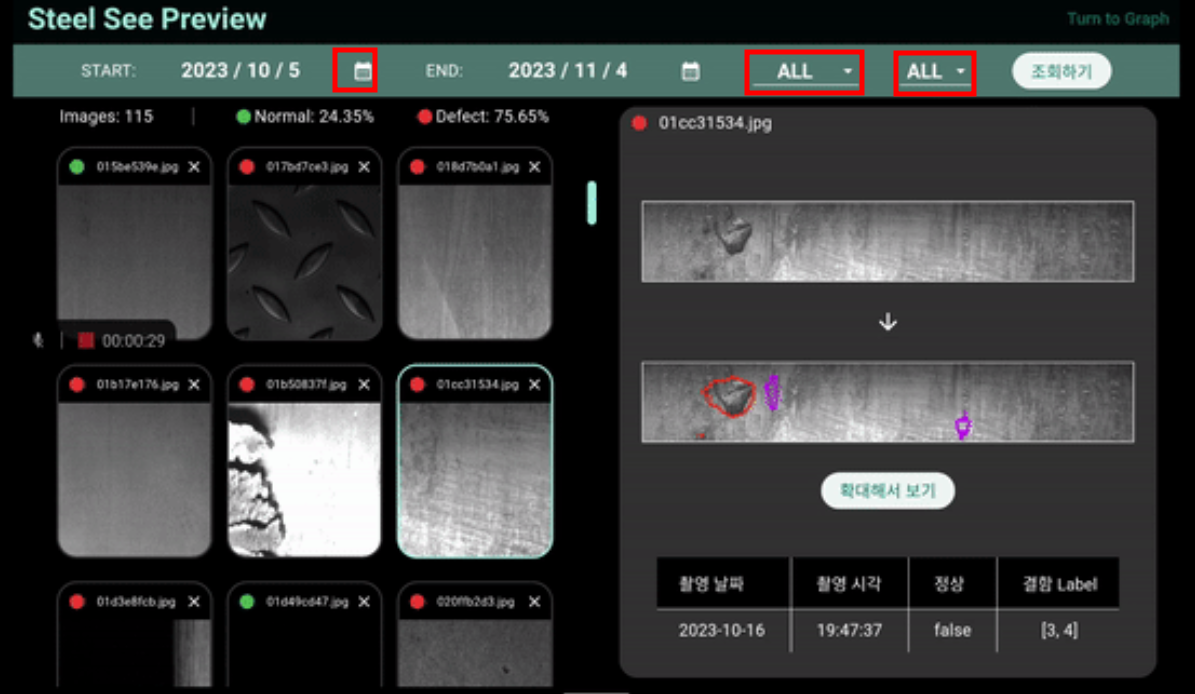 Steel See Preview
Turn to Graph
START: 2023 / 10 / 5 END: 2023 / 11 / 4 ALL ALL 조회하기
Images: 115 | Normal: 24.35% Defect: 75.65%
015be539e.jpg 017bd7ce3.jpg 018d7b0a1.jpg
00:00:29
01b17e176.jpg 01b50837f.jpg 01cc31534.jpg
01d3e8fcb.jpg 01d49cd47.jpg 020ffb2d3.jpg
01cc31534.jpg
확대해서 보기
촬영 날짜 촬영 시각 정상 결함 Label
2023-10-16 19:47:37 false [3, 4]